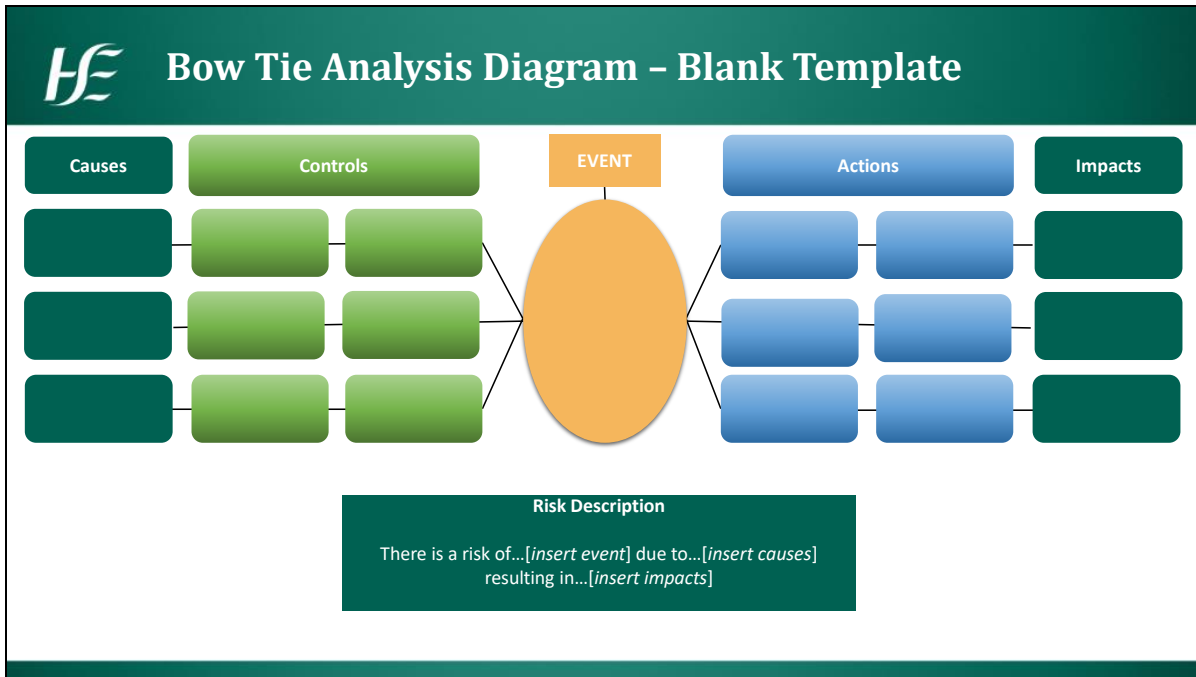 HSE
Bow Tie Analysis Diagram – Blank Template
Causes
Controls
EVENT
Actions
Impacts
Risk Description
There is a risk of…[insert event] due to…[insert causes]
resulting in…[insert impacts]